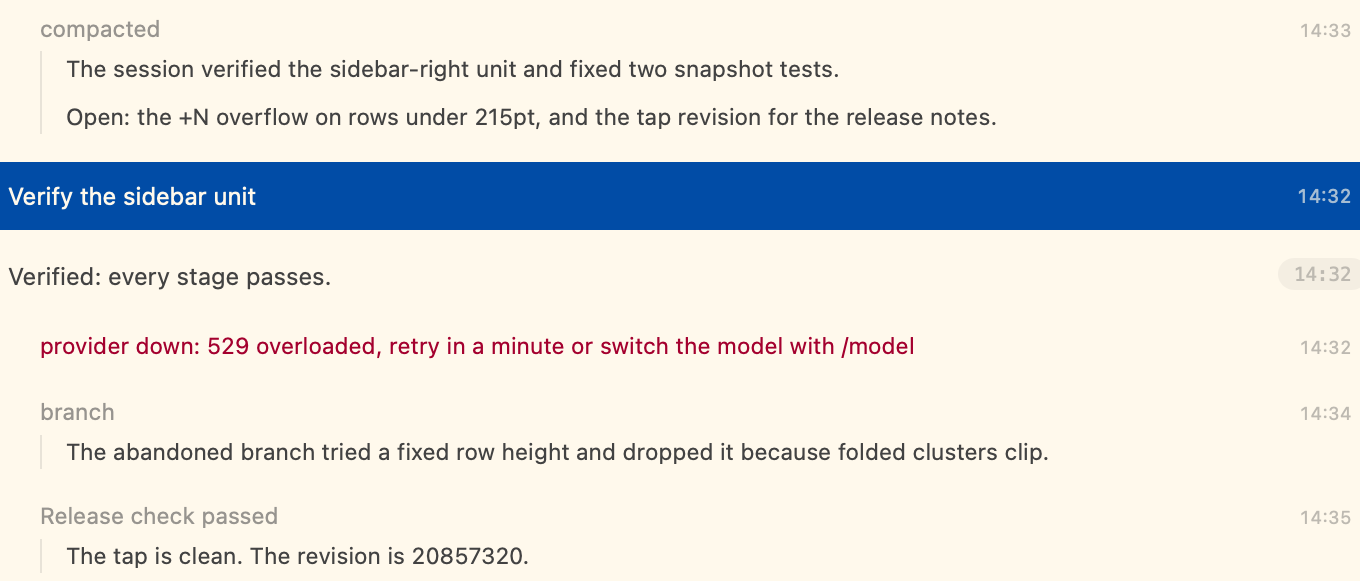 compacted 14:33
The session verified the sidebar-right unit and fixed two snapshot tests.
Open: the +N overflow on rows under 215pt, and the tap revision for the release notes.
Verify the sidebar unit 14:32
Verified: every stage passes. 14:32
provider down: 529 overloaded, retry in a minute or switch the model with /model 14:32
branch 14:34
The abandoned branch tried a fixed row height and dropped it because folded clusters clip.
Release check passed 14:35
The tap is clean. The revision is 20857320.